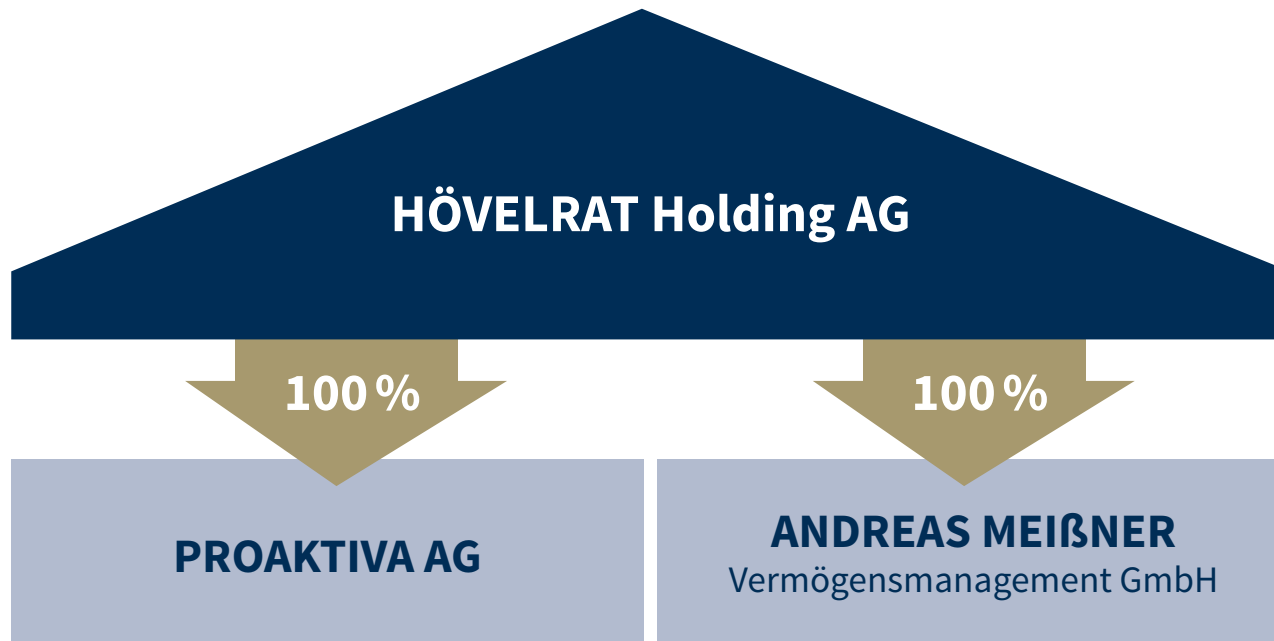 HÖVELRAT Holding AG
100 %
100 %
PROAKTIVA AG
ANDREAS MEIßNER
Vermögensmanagement GmbH